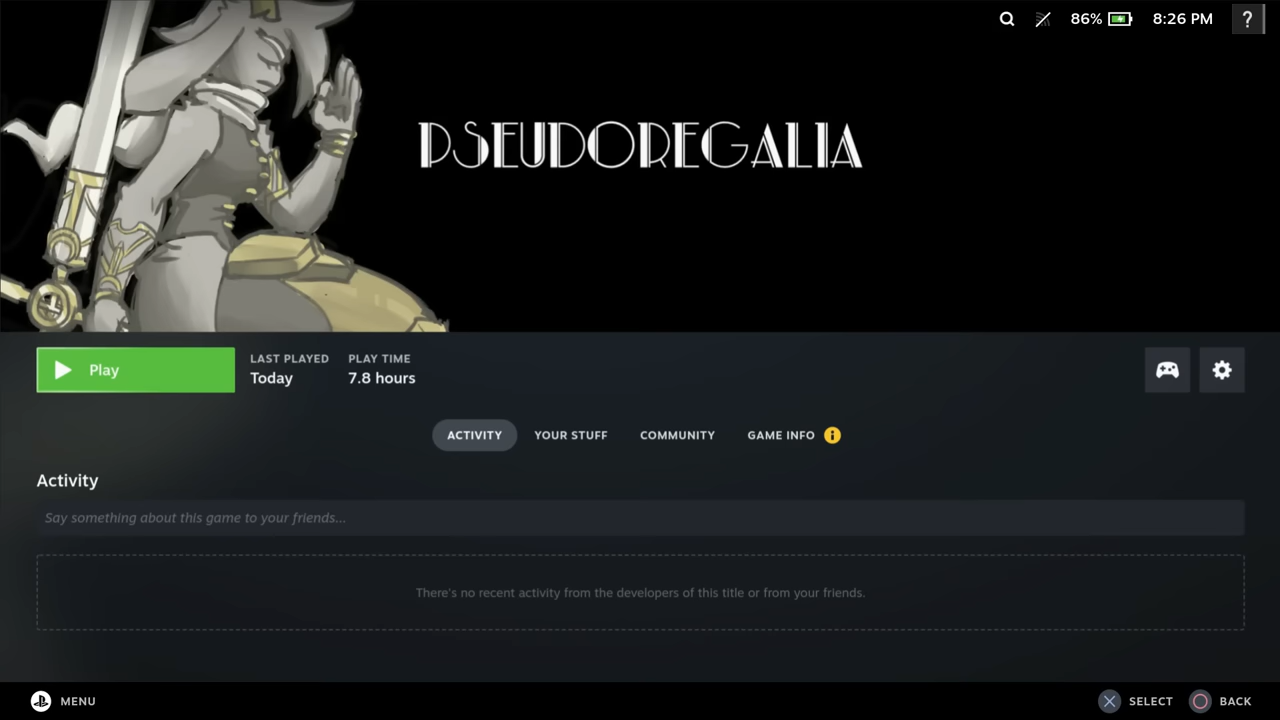 86%
8:26 PM
?
PSEUDOREGALIA
Play
LAST PLAYED
Today
PLAY TIME
7.8 hours
ACTIVITY
YOUR STUFF
COMMUNITY
GAME INFO
Activity
Say something about this game to your friends...
There's no recent activity from the developers of this title or from your friends.
MENU
SELECT
BACK